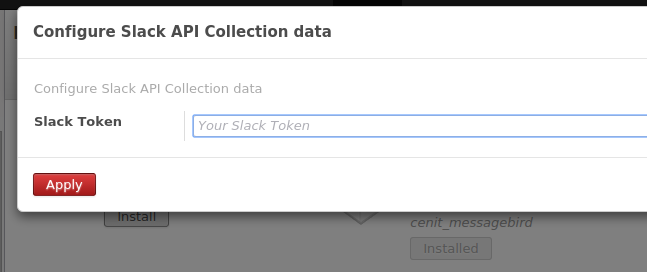 Configure Slack API Collection data
Configure Slack API Collection data
Slack Token
Your Slack Token
Apply
Install
cenit_messagebird
Installed